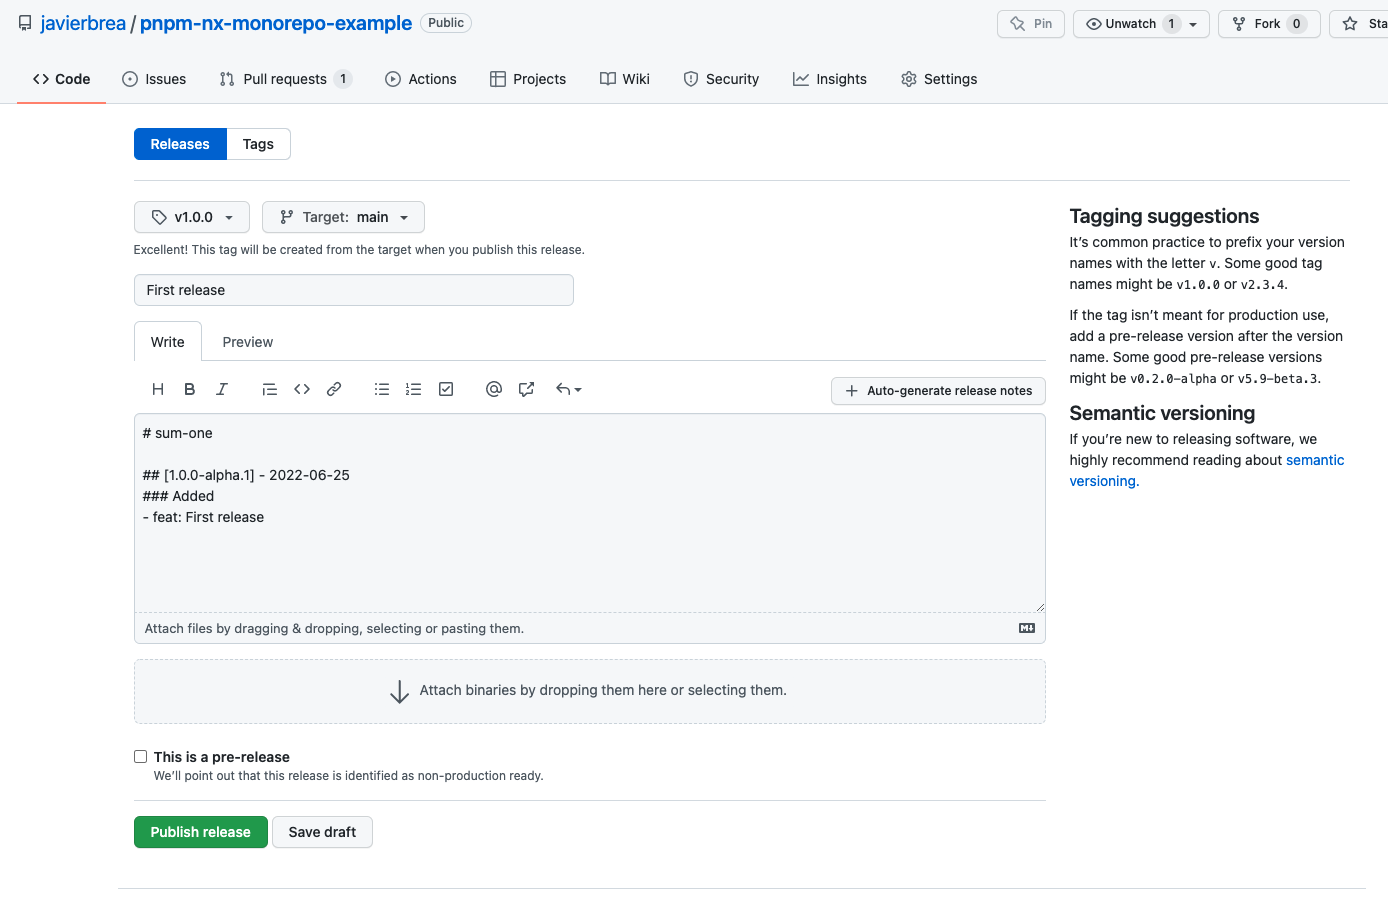 javierbrea / pnpm-nx-monorepo-example Public
Pin
Unwatch 1
Fork 0
Sta
Code
Issues
Pull requests 1
Actions
Projects
Wiki
Security
Insights
Settings
Releases
Tags
v1.0.0
Target: main
Excellent! This tag will be created from the target when you publish this release.
First release
Write
Preview
Auto-generate release notes
# sum-one
## [1.0.0-alpha.1] - 2022-06-25
### Added
- feat: First release
Attach files by dragging & dropping, selecting or pasting them.
Attach binaries by dropping them here or selecting them.
This is a pre-release
We’ll point out that this release is identified as non-production ready.
Publish release
Save draft
Tagging suggestions
It’s common practice to prefix your version
names with the letter v. Some good tag
names might be v1.0.0 or v2.3.4.
If the tag isn’t meant for production use,
add a pre-release version after the version
name. Some good pre-release versions
might be v0.2.0-alpha or v5.9-beta.3.
Semantic versioning
If you’re new to releasing software, we
highly recommend reading about semantic
versioning.